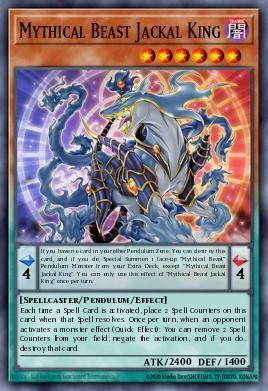 MYTHICAL BEAST JACKAL KING
DARK
If you have no card in your other Pendulum Zone: You can destroy this
card, and if you do, Special Summon 1 face-up "Mythical Beast"
Pendulum Monster from your Extra Deck, except "Mythical Beast Jackal
King". You can only use this effect of "Mythical Beast Jackal
King" once per turn.
4
4
[SPELLCASTER/PENDULUM/EFFECT]
Each time a Spell Card is activated, place 2 Spell Counters on
this card when that Spell resolves. Once per turn, when an opponent
activates a monster effect (Quick Effect): You can remove 2 Spell
Counters from your field; negate the activation, and if you do,
destroy that card.
ATK/2400 DEF/1400